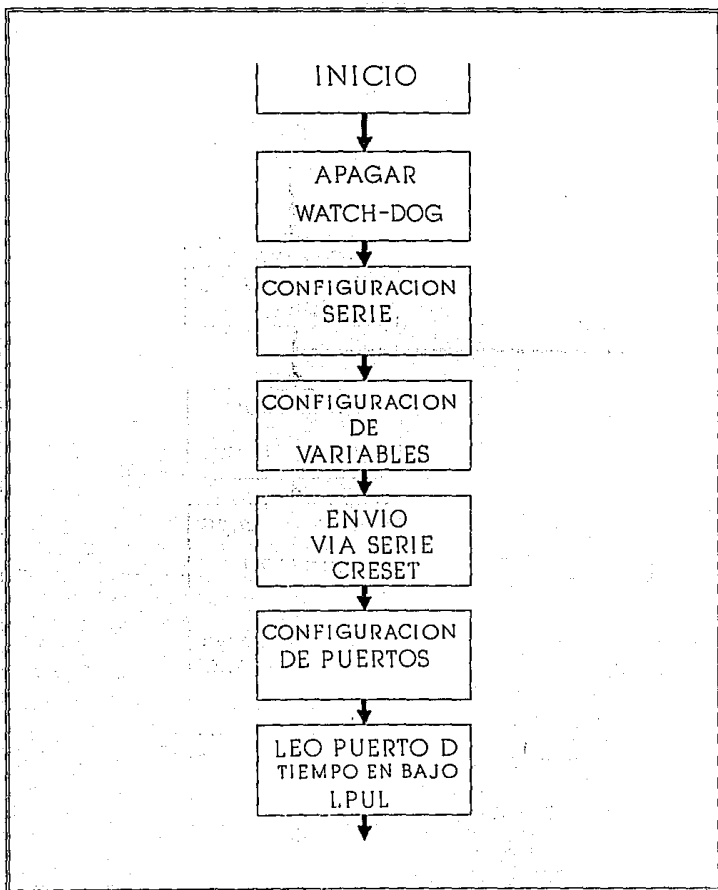 INICIO
APAGAR
WATCH-DOG
CONFIGURACION
SERIE.
CONFIGURACION
DE
VARIABLES
ENVIO
VIA SERIE
CRESET
CONFIGURACION
DE PUERTOS
LEO PUERTO D
TIEMPO EN BAJO
LPUL